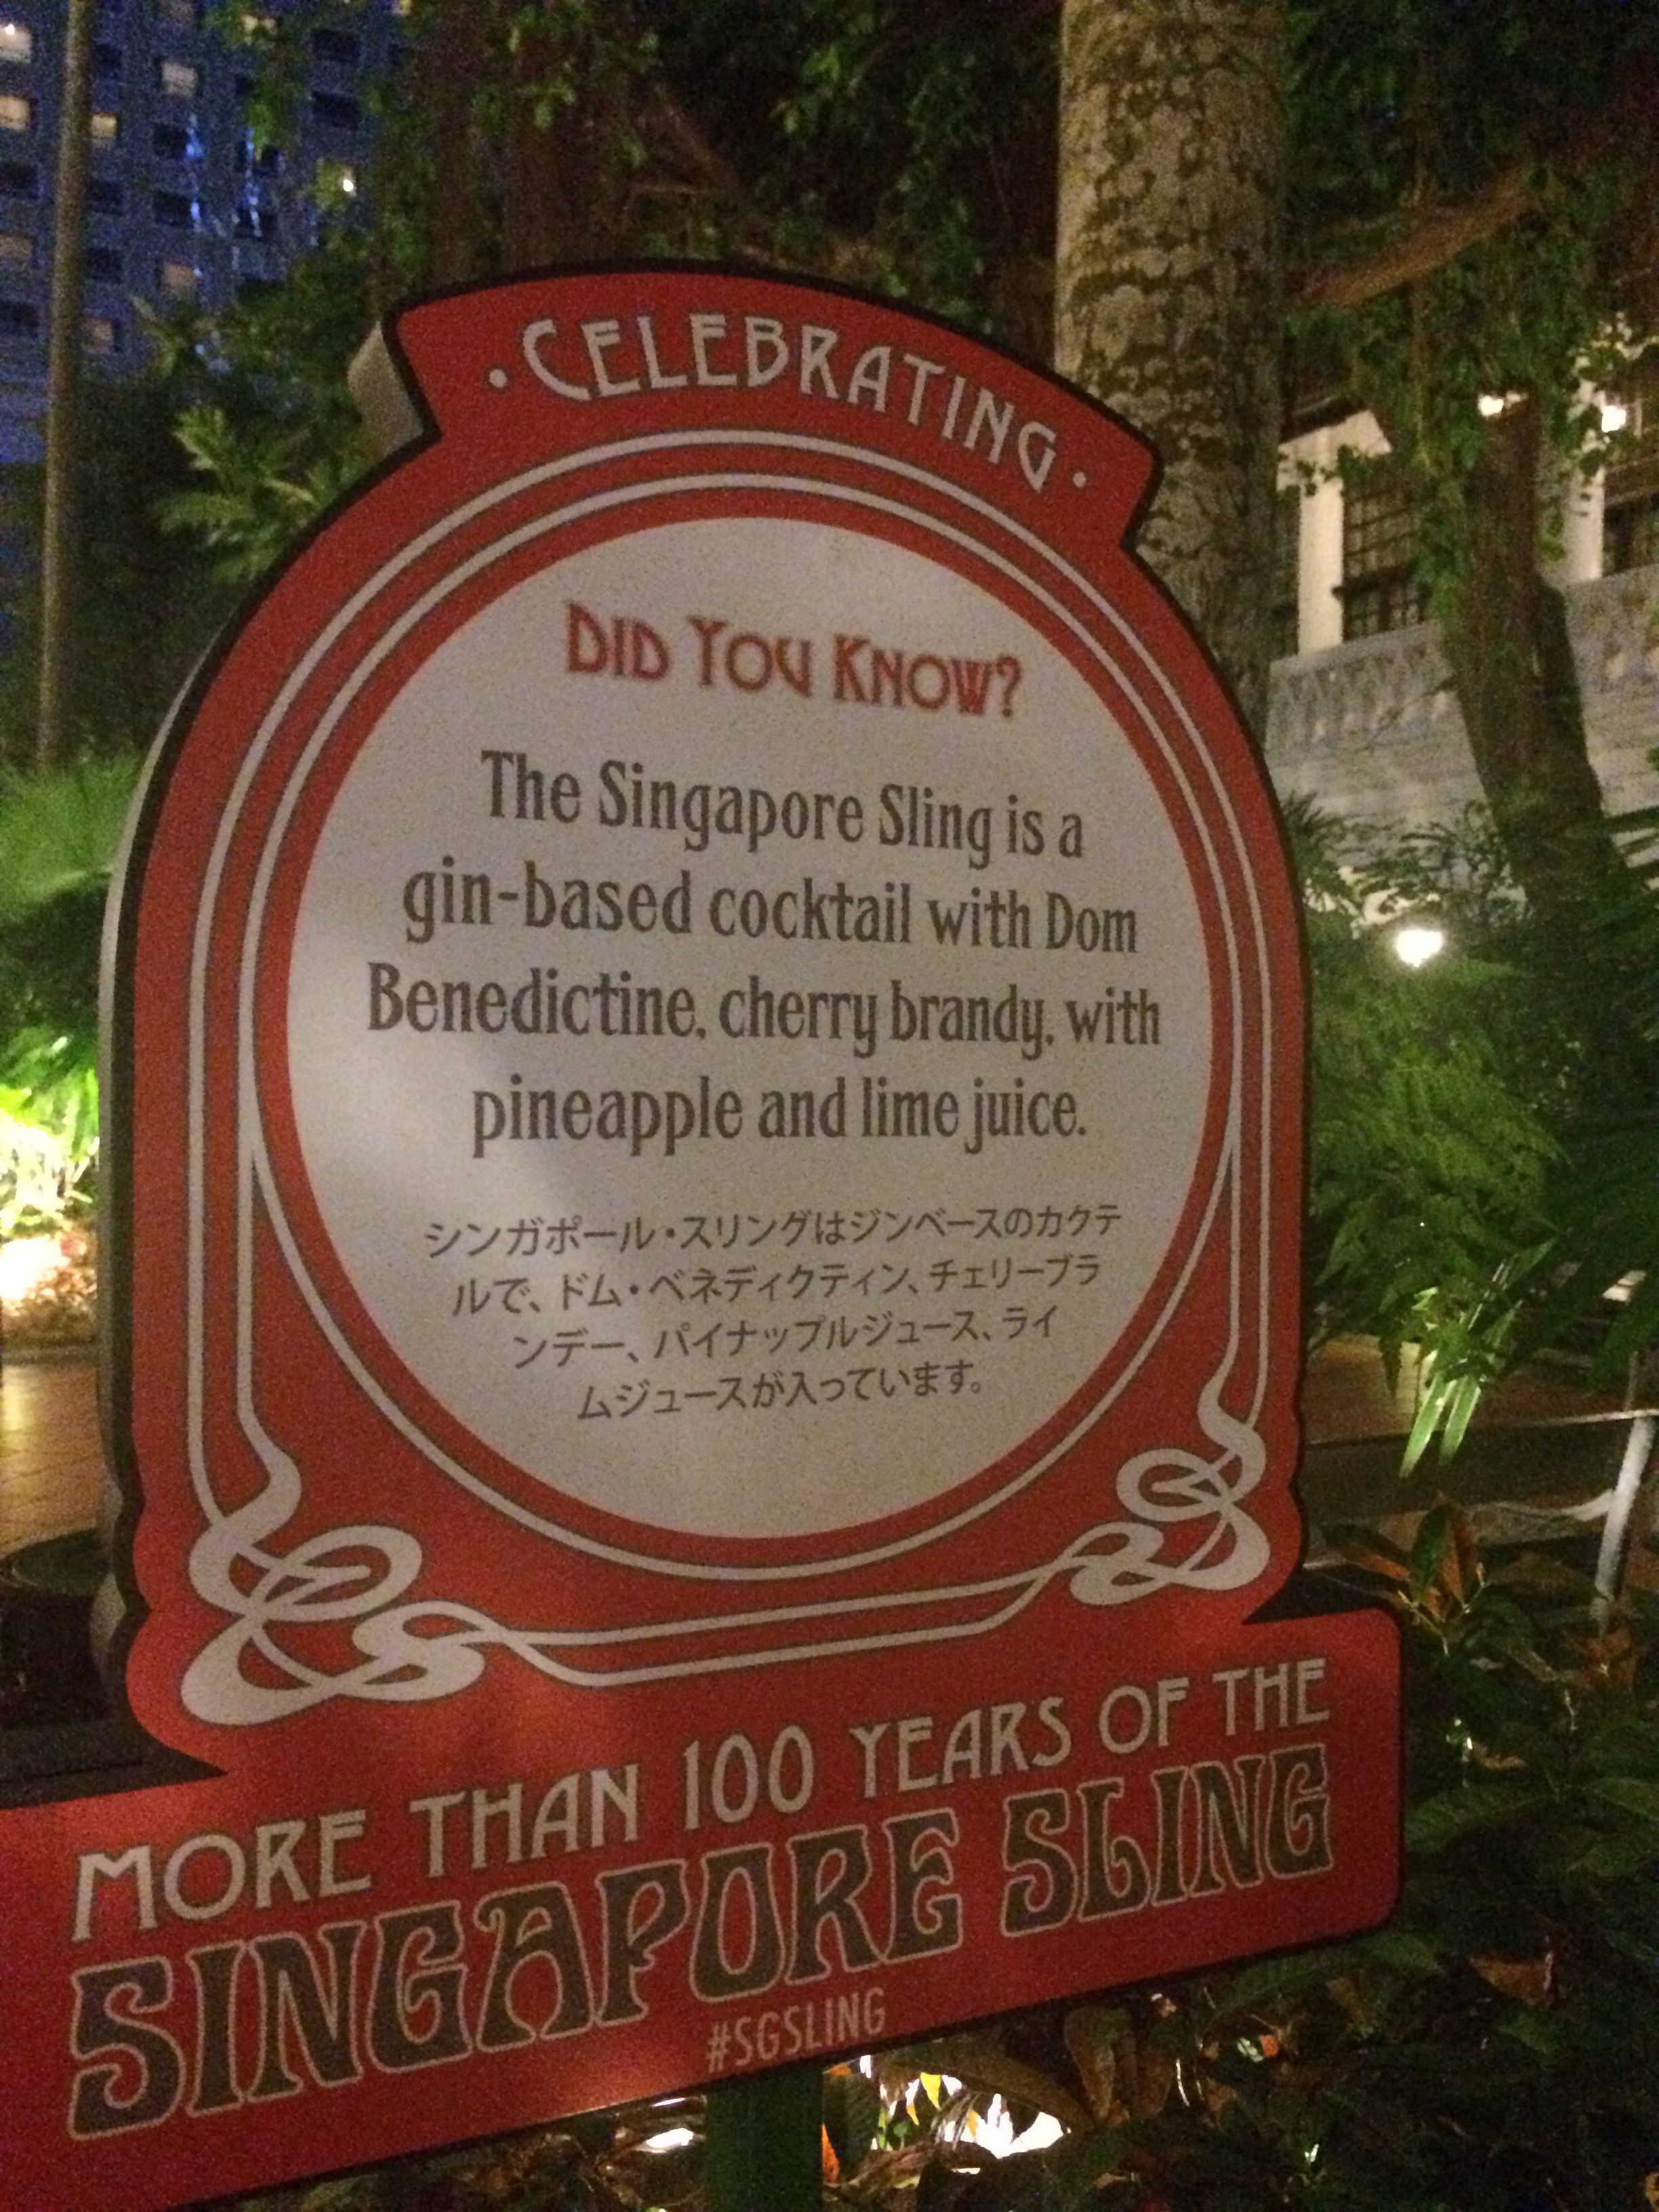 • CELEBRATING •
DID YOU KNOW?
The Singapore Sling is a
gin-based cocktail with Dom
Benedictine, cherry brandy, with
pineapple and lime juice.
シンガポール・スリングはジンベースのカクテ
ルで、ドム・ベネディクティン、チェリーブラ
ンデー、パイナップルジュース、ライ
ムジュースが入っています。
MORE THAN 100 YEARS OF THE
SINGAPORE SLING
#SGSLING